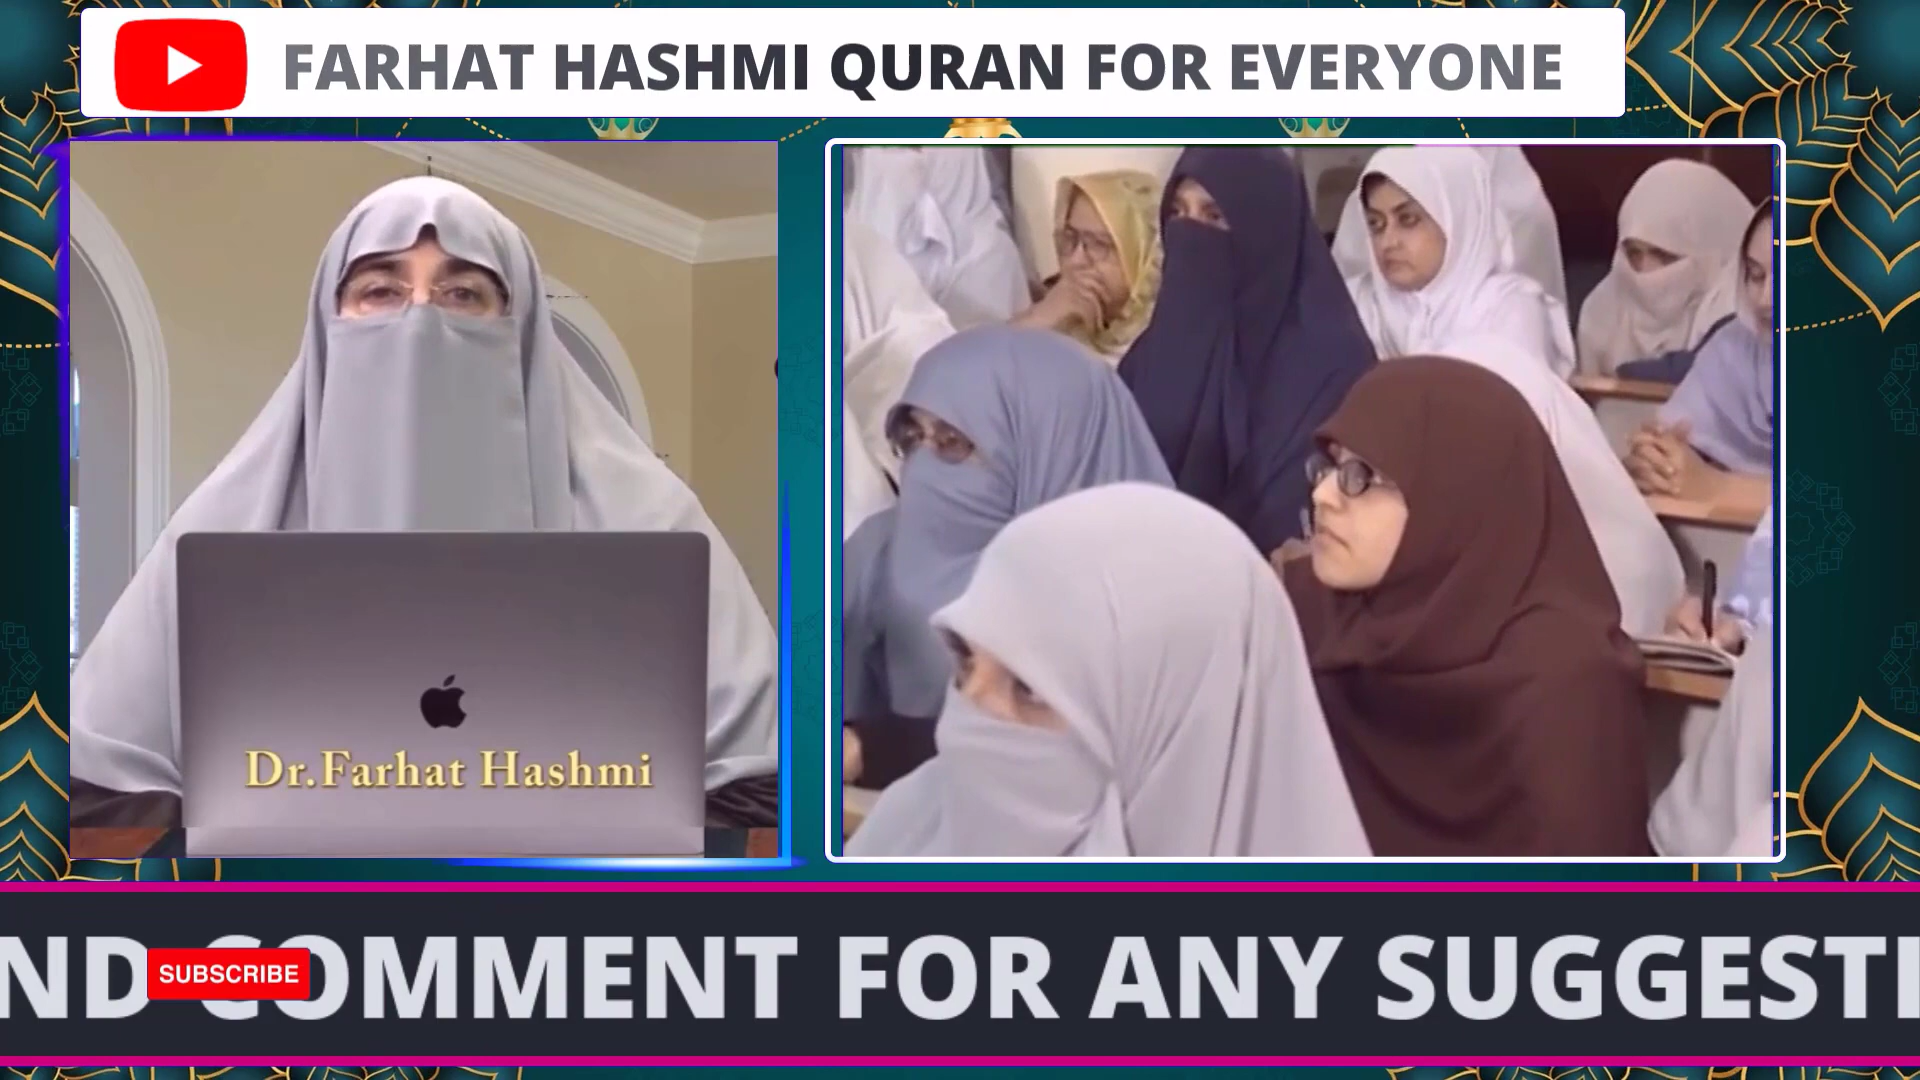 FARHAT HASHMI QURAN FOR EVERYONE
Dr.Farhat Hashmi
ND COMMENT FOR ANY SUGGESTI
SUBSCRIBE